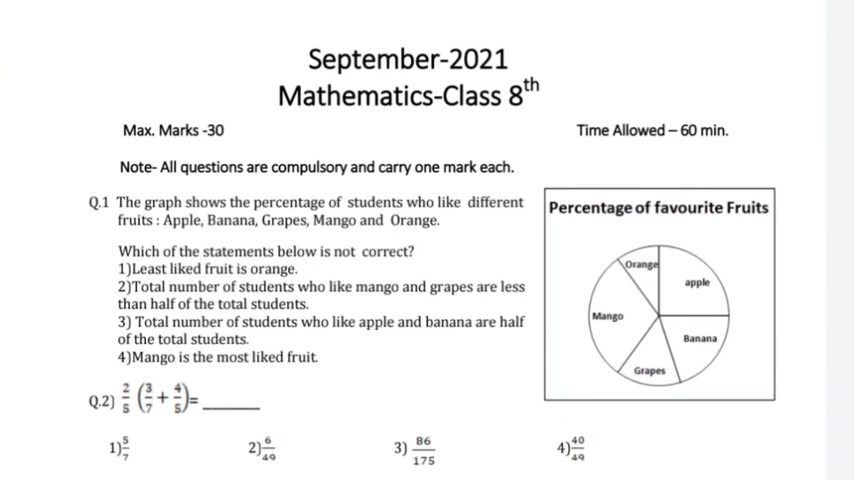 September-2021
Mathematics-Class 8th
Max. Marks -30
Time Allowed – 60 min.
Note- All questions are compulsory and carry one mark each.
Q.1 The graph shows the percentage of students who like different
fruits : Apple, Banana, Grapes, Mango and Orange.
Which of the statements below is not correct?
1)Least liked fruit is orange.
2)Total number of students who like mango and grapes are less
than half of the total students.
3) Total number of students who like apple and banana are half
of the total students.
4)Mango is the most liked fruit.
Percentage of favourite Fruits
Orange
apple
Mango
Banana
Grapes
Q.2) 2/5 (3/7 + 4/5)= ______
1)5/7 2)6/49 3) 86/175 4)40/49